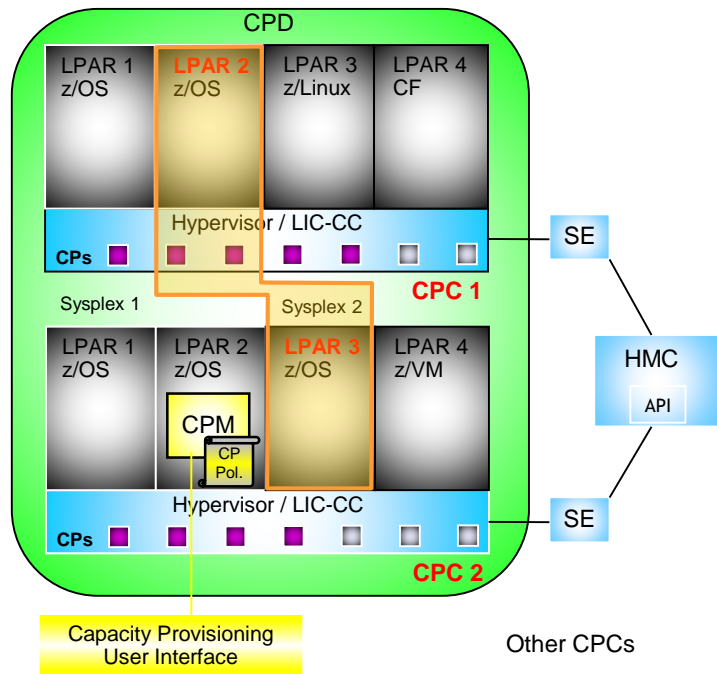 CPD
LPAR 1 LPAR 2 LPAR 3 LPAR 4
z/OS z/OS z/Linux CF
Hypervisor / LIC-CC
CPs
CPC 1
SE
Sysplex 1 Sysplex 2
LPAR 1 LPAR 2 LPAR 3 LPAR 4
z/OS z/OS z/OS z/VM
HMC
API
CPM
CP
Pol.
Hypervisor / LIC-CC
CPs
SE
CPC 2
Capacity Provisioning
User Interface
Other CPCs